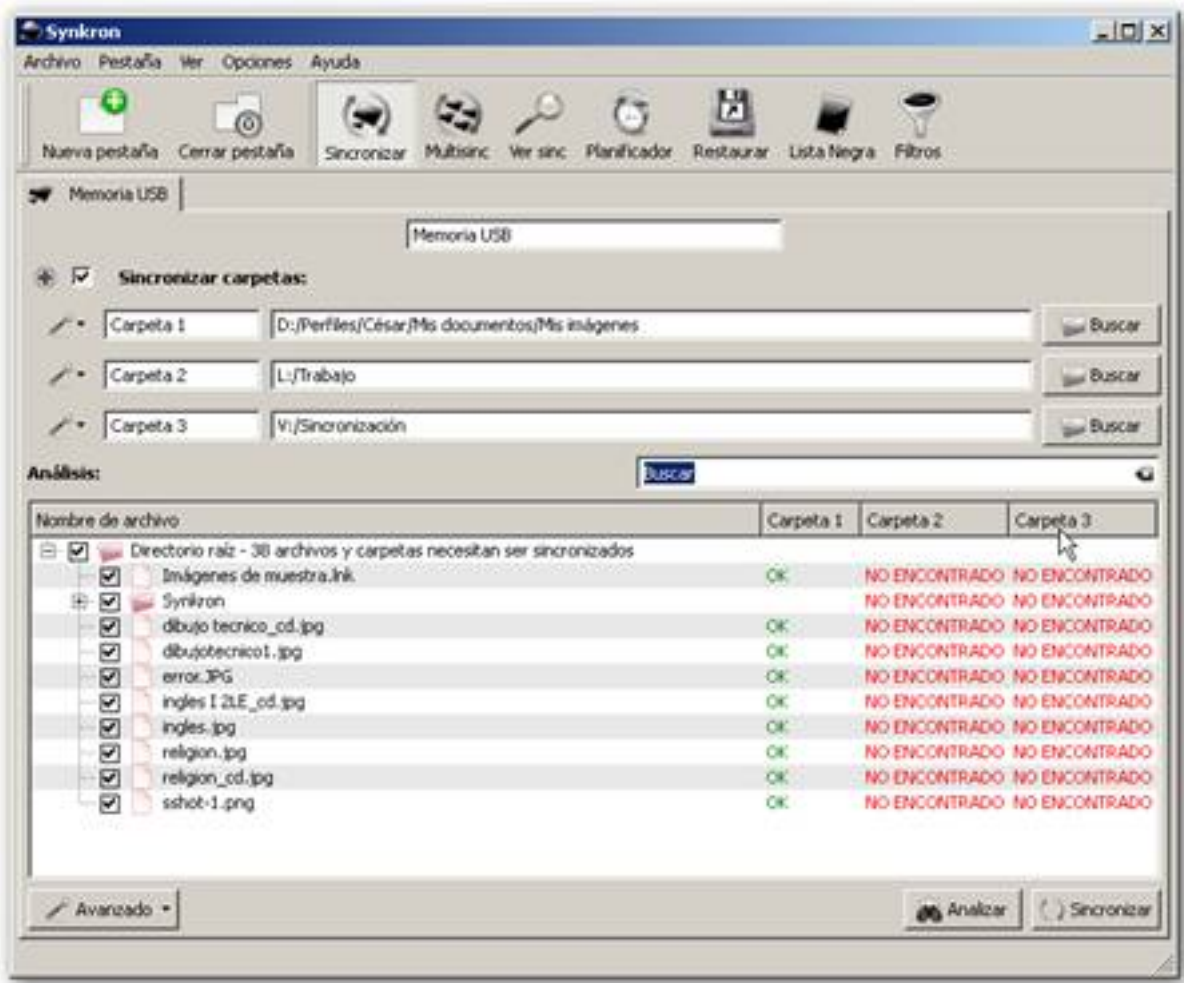 Synkron
Archivo Pestaña Ver Opciones Ayuda
Nueva pestaña Cerrar pestaña Sincronizar Multisinc Ver sinc Planificador Restaurar Lista Negra Filtros
Memoria USB
Memoria USB
Sincronizar carpetas:
Carpeta 1 D:/Perfiles/César/Mis documentos/Mis imágenes Buscar
Carpeta 2 L:/Trabajo Buscar
Carpeta 3 V:/Sincronización Buscar
Análisis: Buscar
Nombre de archivo Carpeta 1 Carpeta 2 Carpeta 3
Directorio raíz - 38 archivos y carpetas necesitan ser sincronizados
Imágenes de muestra.lnk OK NO ENCONTRADO NO ENCONTRADO
Synkron NO ENCONTRADO NO ENCONTRADO
dibujo tecnico_cd.jpg OK NO ENCONTRADO NO ENCONTRADO
dibujotecnico1.jpg OK NO ENCONTRADO NO ENCONTRADO
error.JPG OK NO ENCONTRADO NO ENCONTRADO
ingles I 2LE_cd.jpg OK NO ENCONTRADO NO ENCONTRADO
ingles.jpg OK NO ENCONTRADO NO ENCONTRADO
religion.jpg OK NO ENCONTRADO NO ENCONTRADO
religion_cd.jpg OK NO ENCONTRADO NO ENCONTRADO
sshot-1.png OK NO ENCONTRADO NO ENCONTRADO
Avanzado Analizar Sincronizar